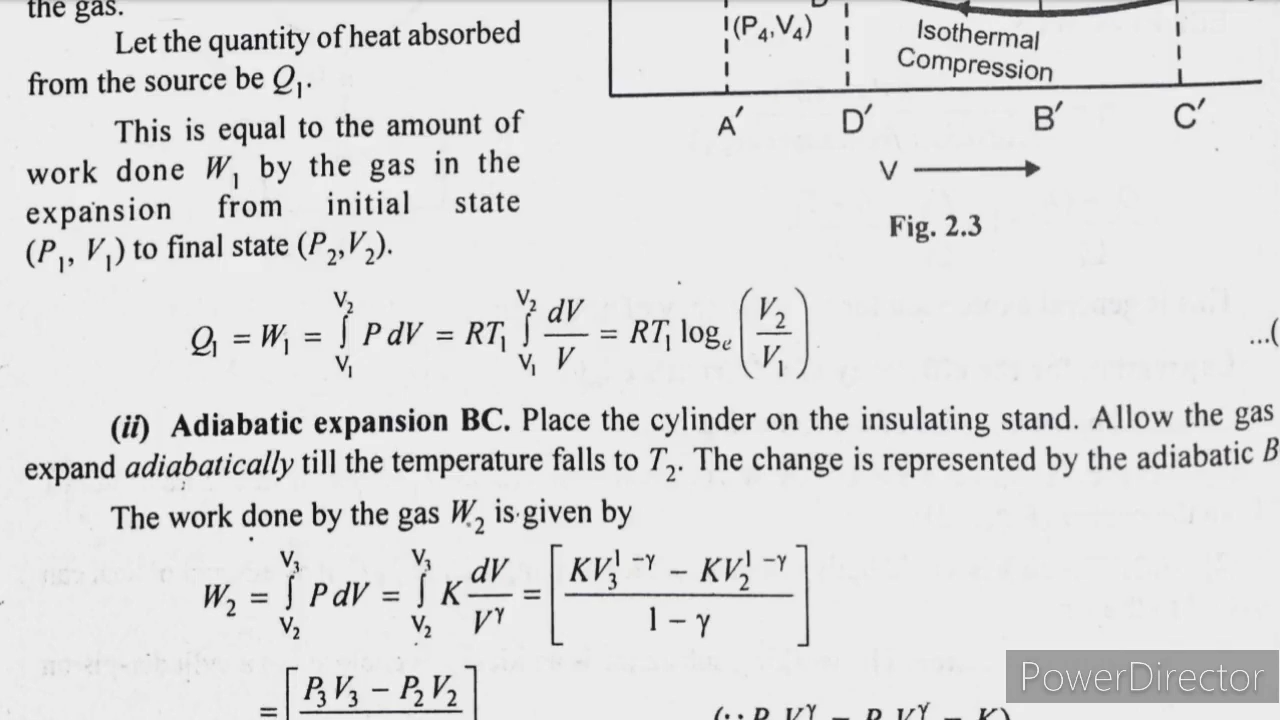 the gas.
Let the quantity of heat absorbed
from the source be Q₁.
This is equal to the amount of
work done W₁ by the gas in the
expansion from initial state
(P₁, V₁) to final state (P₂,V₂).
(P₄,V₄)
Isothermal
Compression
A′ D′ B′ C′
V
Fig. 2.3
Q₁ = W₁ = ∫_{V₁}^{V₂} P dV = RT₁ ∫_{V₁}^{V₂} dV/V = RT₁ logₑ (V₂/V₁) ...(
(ii) Adiabatic expansion BC. Place the cylinder on the insulating stand. Allow the gas
expand adiabatically till the temperature falls to T₂. The change is represented by the adiabatic B
The work done by the gas W₂ is given by
W₂ = ∫_{V₂}^{V₃} P dV = ∫_{V₂}^{V₃} K dV/V^γ = [(KV₃^{1−γ} − KV₂^{1−γ})/(1 − γ)]
= [P₃V₃ − P₂V₂
PowerDirector